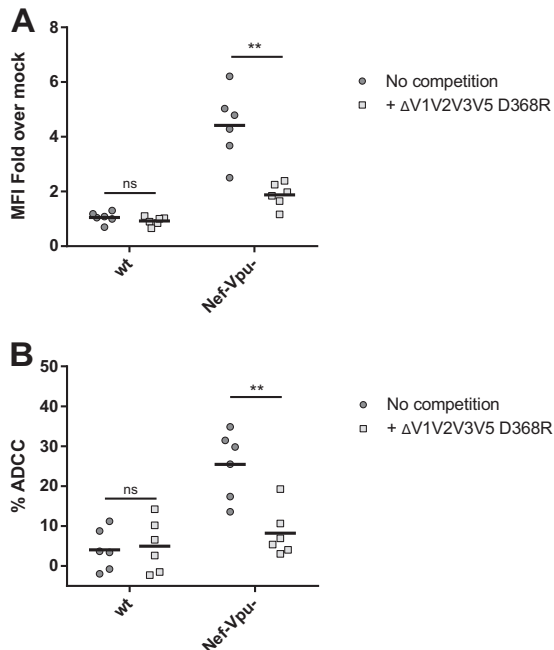 A
MFI Fold over mock
8
6
4
2
0
ns
**
wt
Nef-Vpu-
No competition
+ ΔV1V2V3V5 D368R
B
% ADCC
50
40
30
20
10
0
ns
**
wt
Nef-Vpu-
No competition
+ ΔV1V2V3V5 D368R